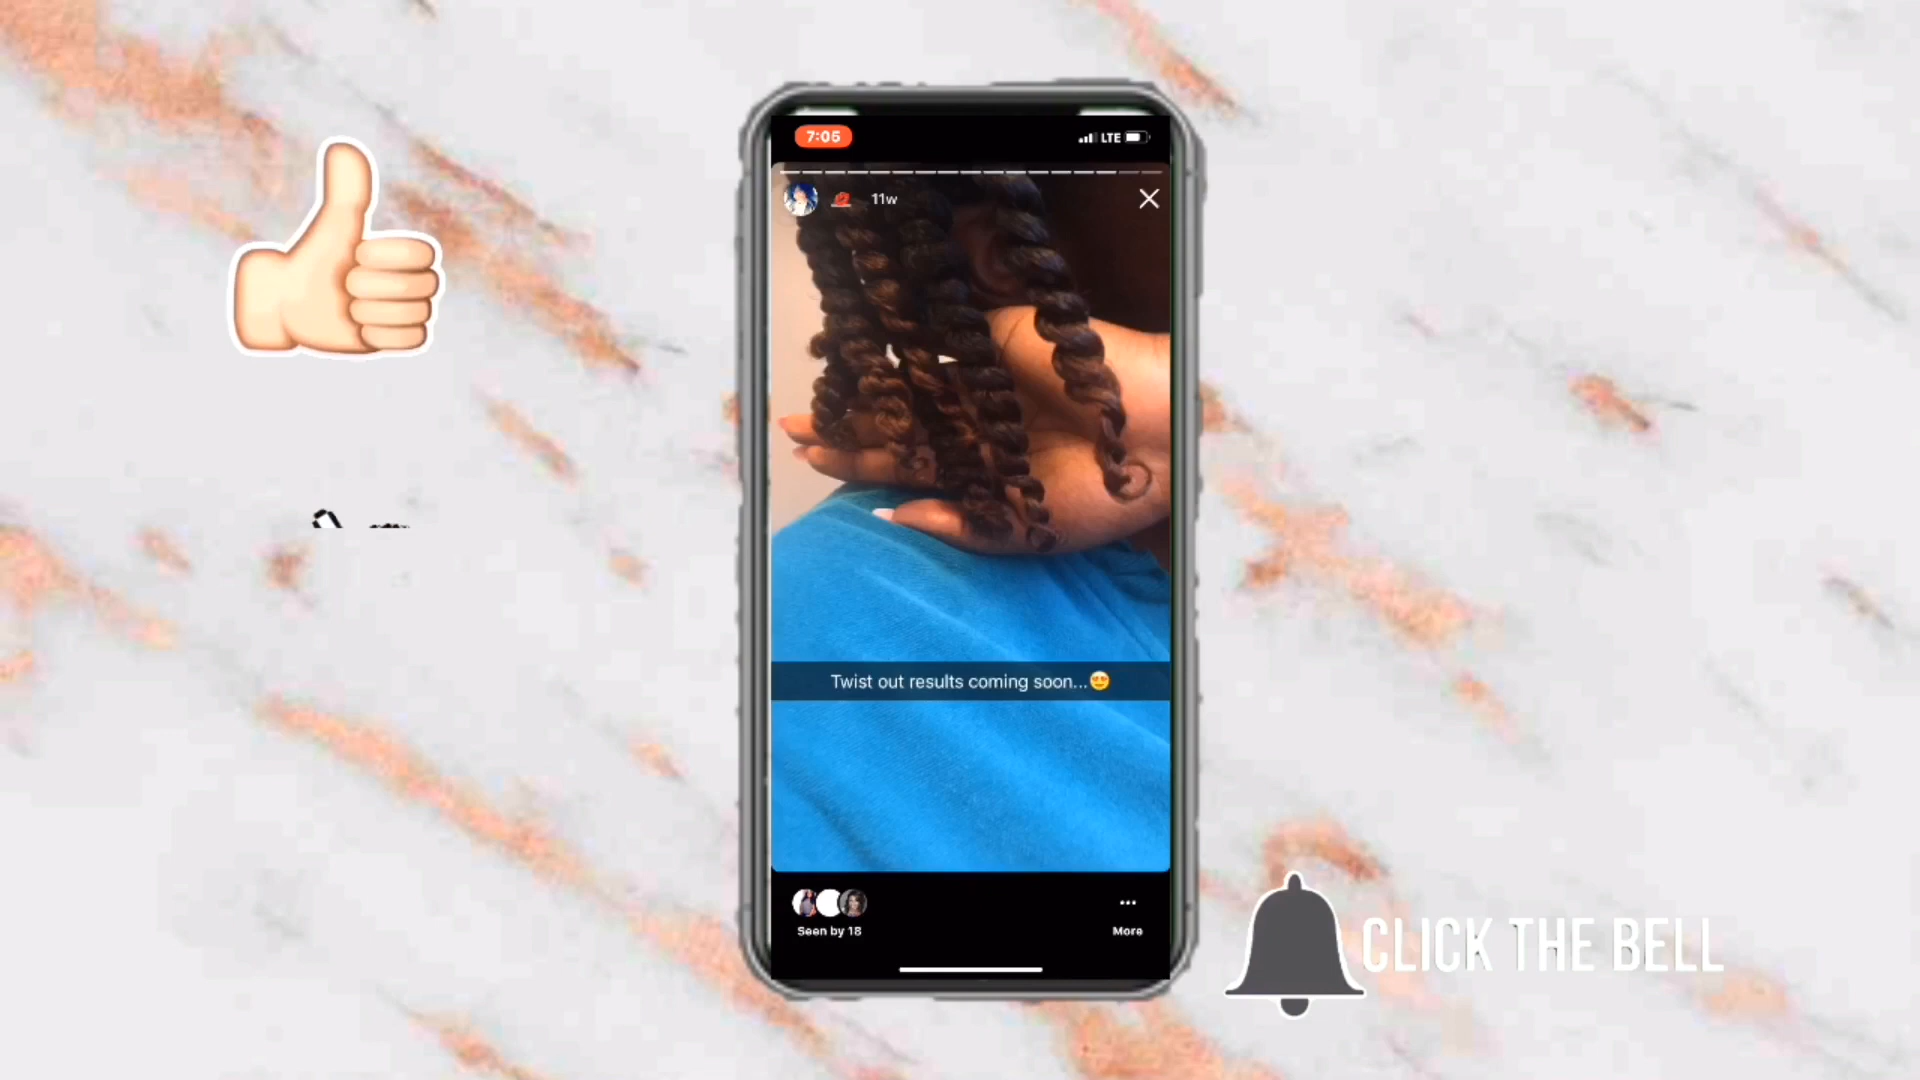 7:05
LTE
11w
Twist out results coming soon...😍
Seen by 18
More
CLICK THE BELL